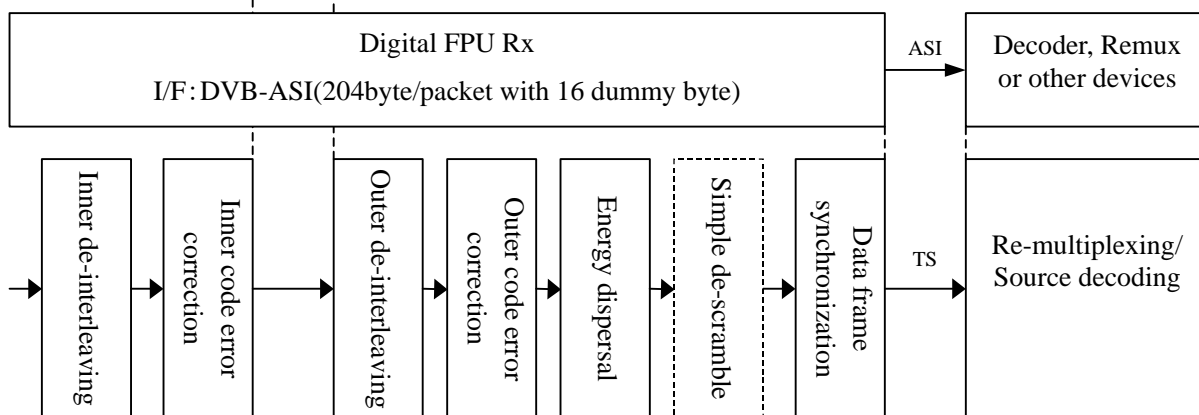 Digital FPU Rx
I/F:DVB-ASI(204byte/packet with 16 dummy byte)
ASI
Decoder, Remux
or other devices
Inner de-interleaving
Inner code error
correction
Outer de-interleaving
Outer code error
correction
Energy dispersal
Simple de-scramble
Data frame
synchronization
TS
Re-multiplexing/
Source decoding